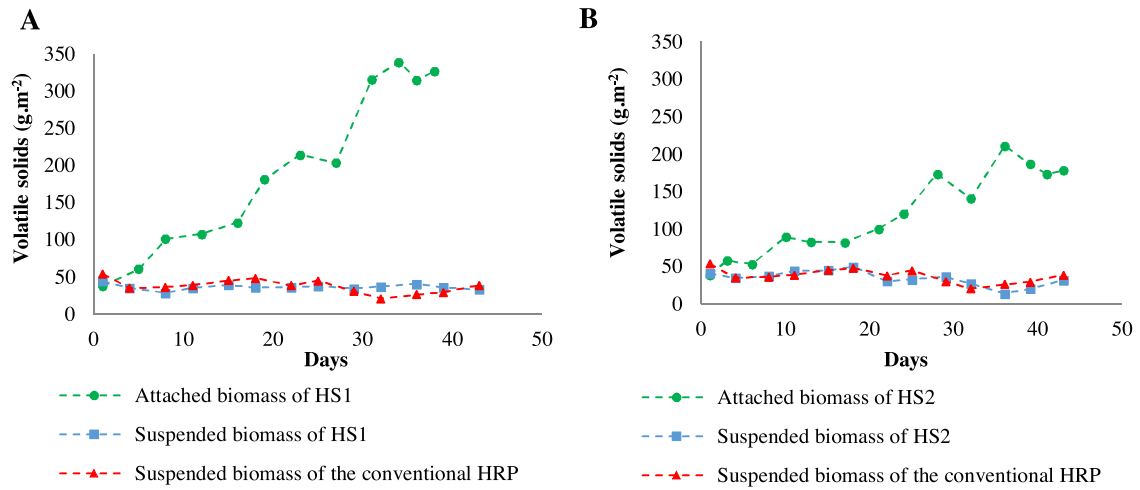 A
Volatile solids (g.m-2)
350
300
250
200
150
100
50
0
0 10 20 30 40 50
Days
Attached biomass of HS1
Suspended biomass of HS1
Suspended biomass of the conventional HRP
B
Volatile solids (g.m-2)
350
300
250
200
150
100
50
0
0 10 20 30 40 50
Days
Attached biomass of HS2
Suspended biomass of HS2
Suspended biomass of the conventional HRP